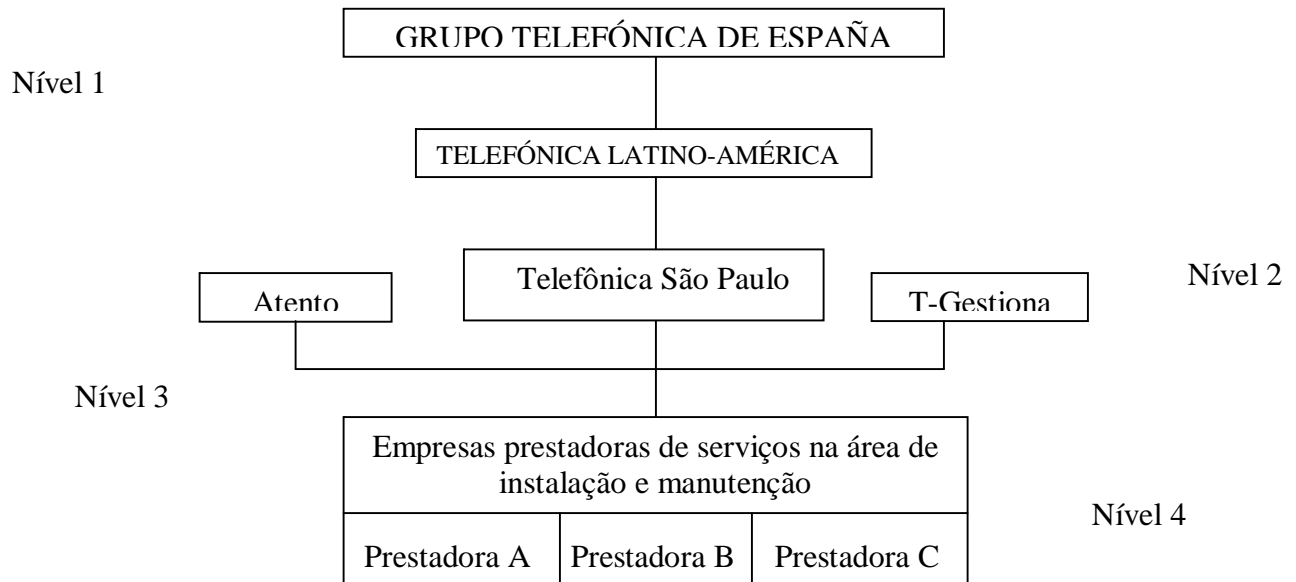 GRUPO TELEFÓNICA DE ESPAÑA
Nível 1
TELEFÓNICA LATINO-AMÉRICA
Telefônica São Paulo
Nível 2
Atento
T-Gestiona
Nível 3
Empresas prestadoras de serviços na área de
instalação e manutenção
Nível 4
Prestadora A
Prestadora B
Prestadora C